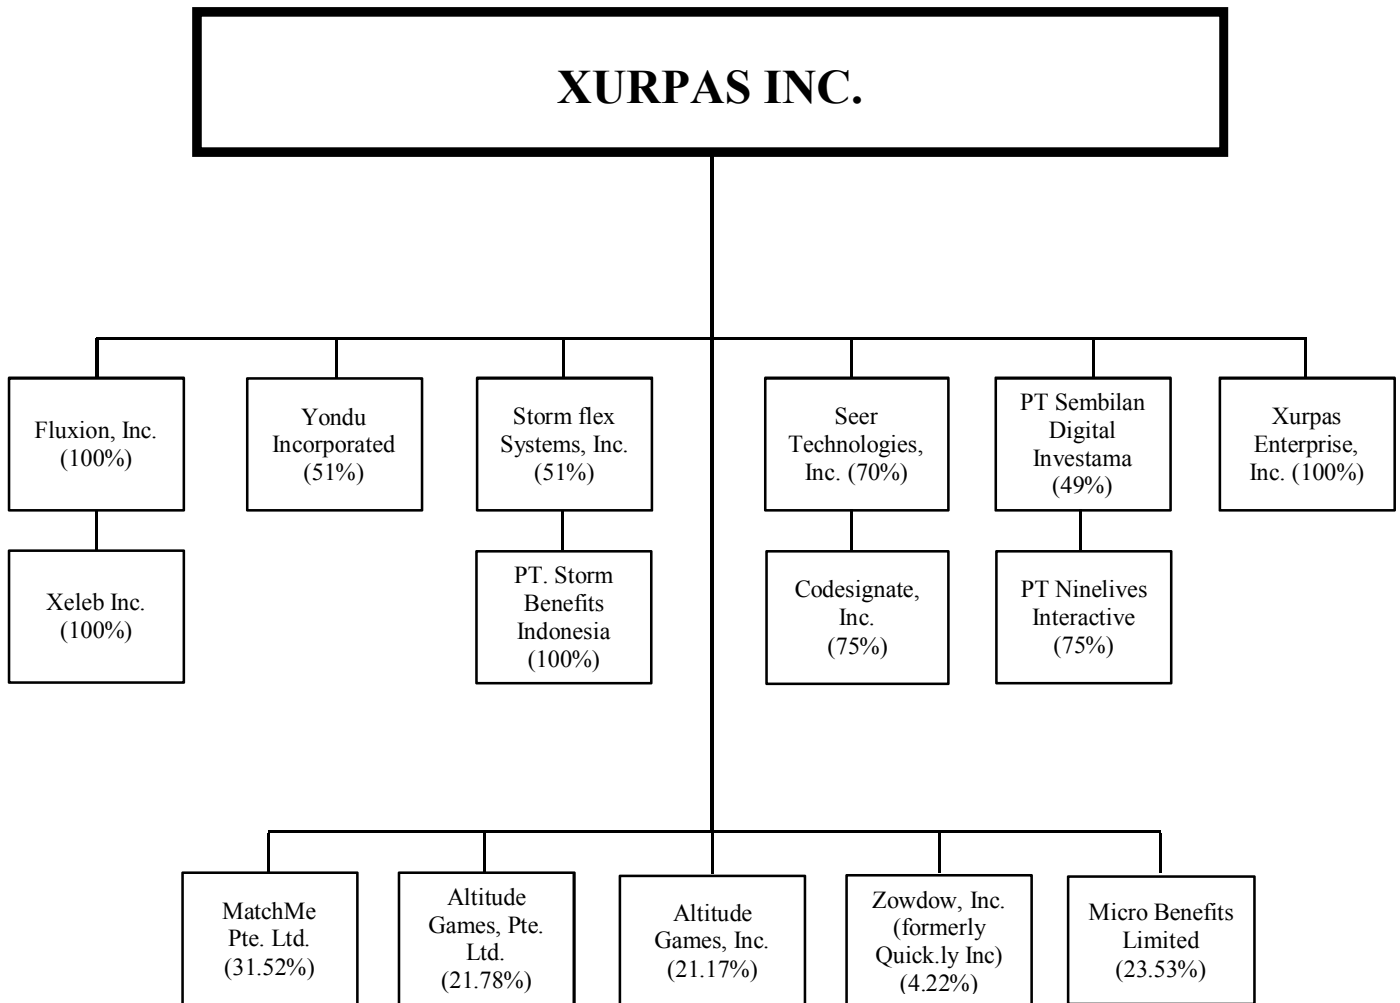 XURPAS INC.
Fluxion, Inc.
(100%)
Yondu
Incorporated
(51%)
Storm flex
Systems, Inc.
(51%)
Seer
Technologies,
Inc. (70%)
PT Sembilan
Digital
Investama
(49%)
Xurpas
Enterprise,
Inc. (100%)
Xeleb Inc.
(100%)
PT. Storm
Benefits
Indonesia
(100%)
Codesignate,
Inc.
(75%)
PT Ninelives
Interactive
(75%)
MatchMe
Pte. Ltd.
(31.52%)
Altitude
Games, Pte.
Ltd.
(21.78%)
Altitude
Games, Inc.
(21.17%)
Zowdow, Inc.
(formerly
Quick.ly Inc)
(4.22%)
Micro Benefits
Limited
(23.53%)